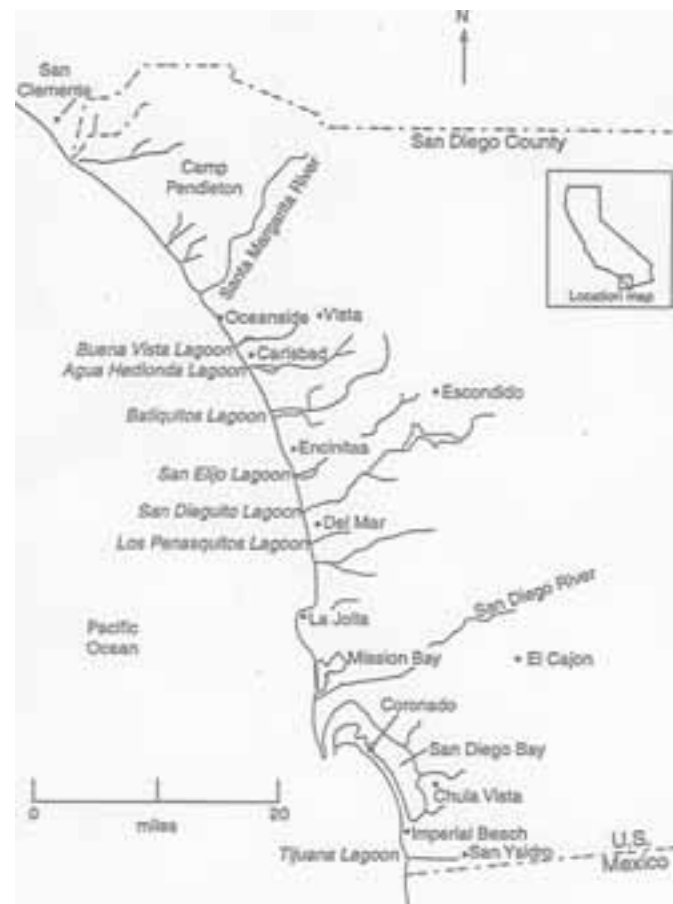 N
San
Clemente
San Diego County
Camp
Pendleton
Santa Margarita River
Location map
Oceanside
Vista
Buena Vista Lagoon
Carlsbad
Agua Hedionda Lagoon
Escondido
Batiquitos Lagoon
Encinitas
San Elijo Lagoon
San Dieguito Lagoon
Del Mar
Los Penasquitos Lagoon
San Diego River
La Jolla
Pacific
Ocean
Mission Bay
El Cajon
Coronado
San Diego Bay
Chula Vista
0
20
miles
Imperial Beach
U.S.
Mexico
Tijuana Lagoon
San Ysidro